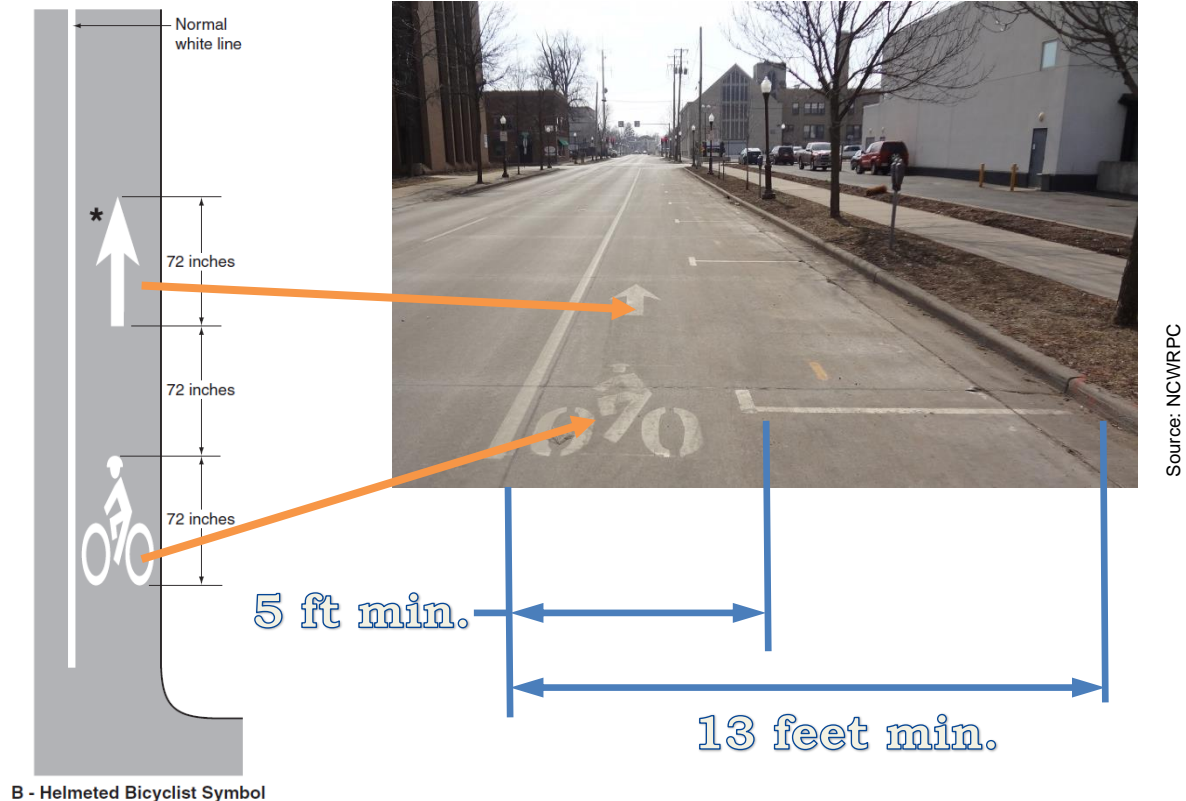 Normal
white line
*
72 inches
72 inches
72 inches
B - Helmeted Bicyclist Symbol
5 ft min.
13 feet min.
Source: NCWRPC